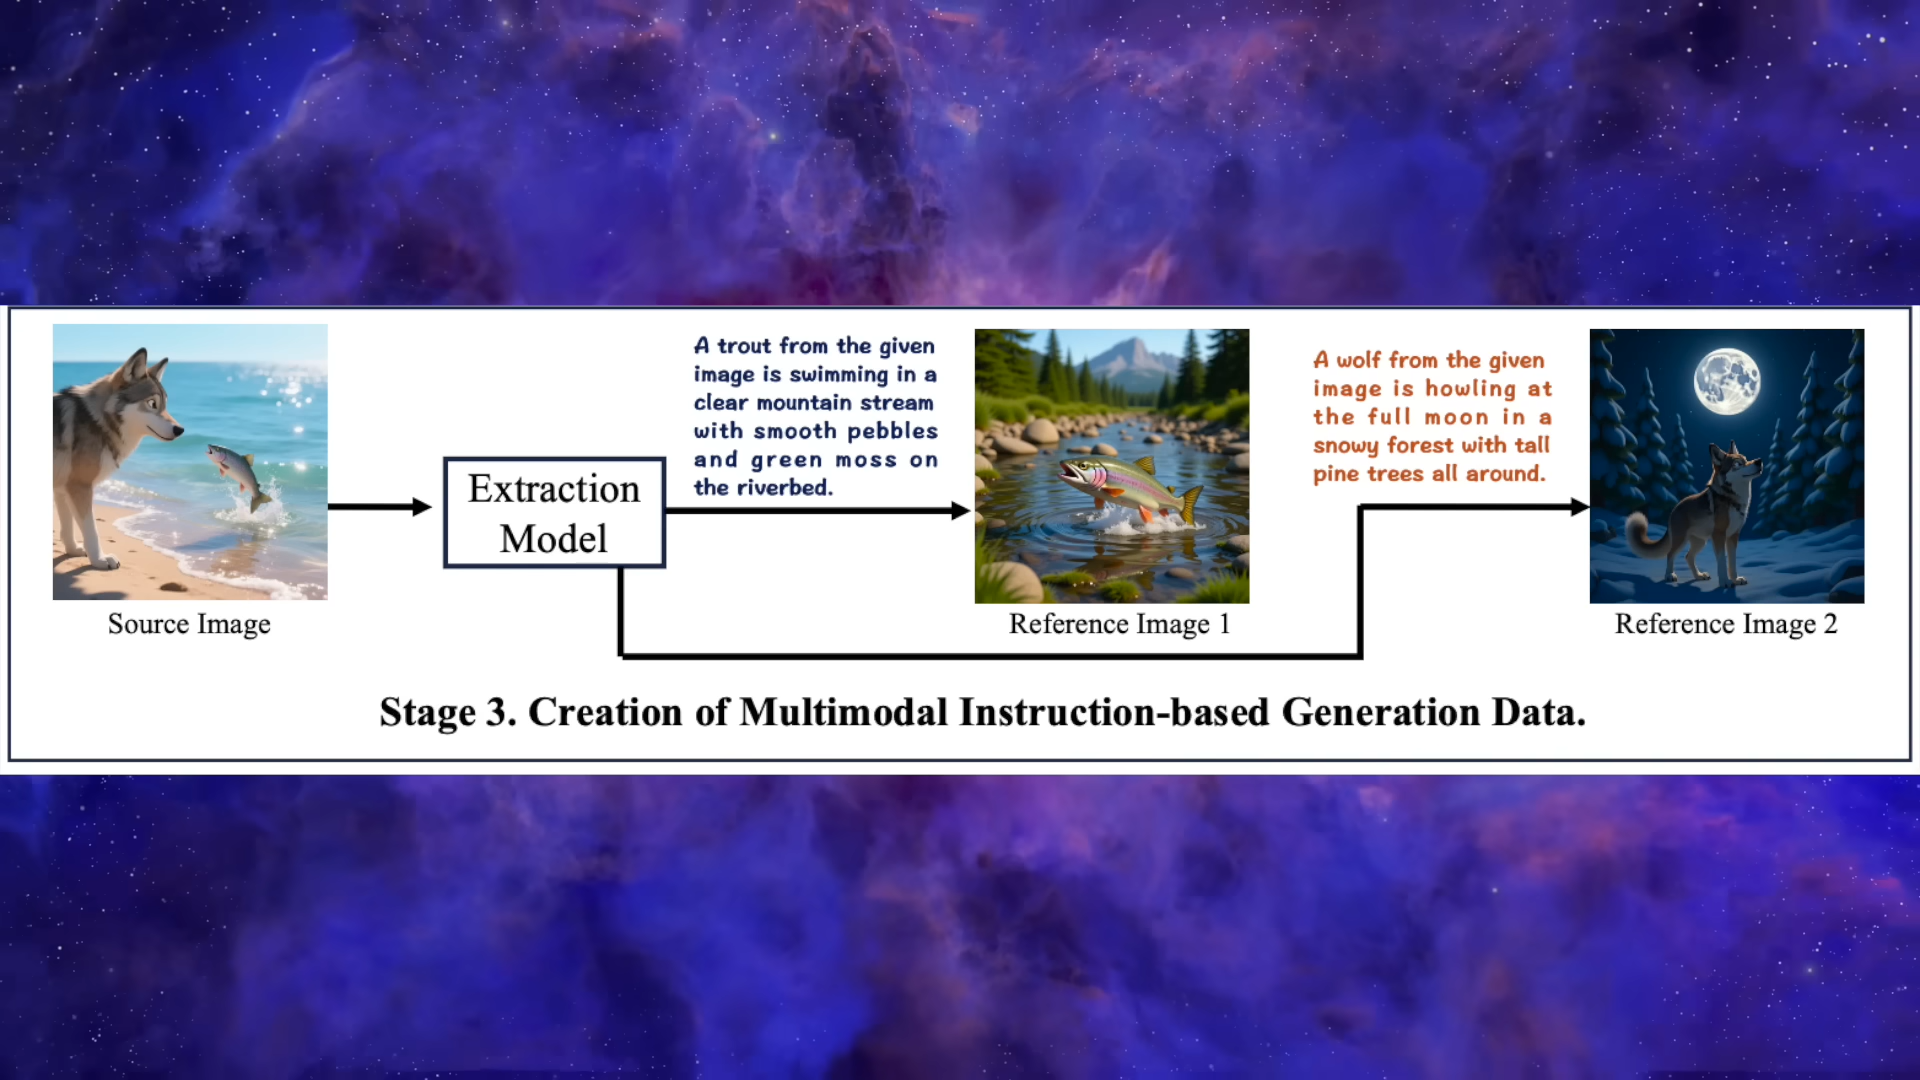 Source Image
Extraction
Model
A trout from the given
image is swimming in a
clear mountain stream
with smooth pebbles
and green moss on
the riverbed.
Reference Image 1
A wolf from the given
image is howling at
the full moon in a
snowy forest with tall
pine trees all around.
Reference Image 2
Stage 3. Creation of Multimodal Instruction-based Generation Data.